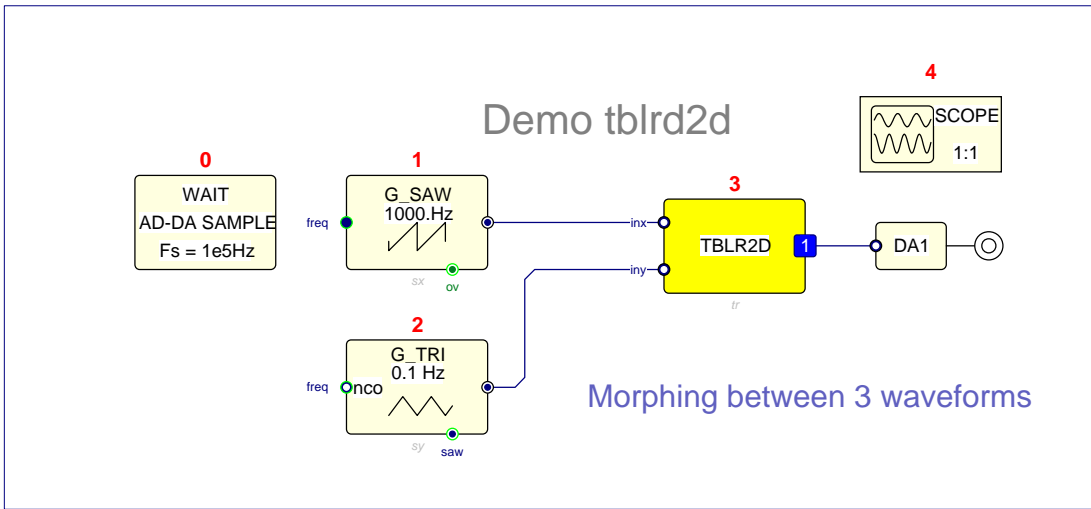 4
Demo tblrd2d
SCOPE
1:1
0
1
3
WAIT
AD-DA SAMPLE
Fs = 1e5Hz
G_SAW
1000.Hz
freq
sx
ov
inx
iny
TBLR2D
1
tr
DA1
2
G_TRI
0.1 Hz
freq
nco
sy
saw
Morphing between 3 waveforms